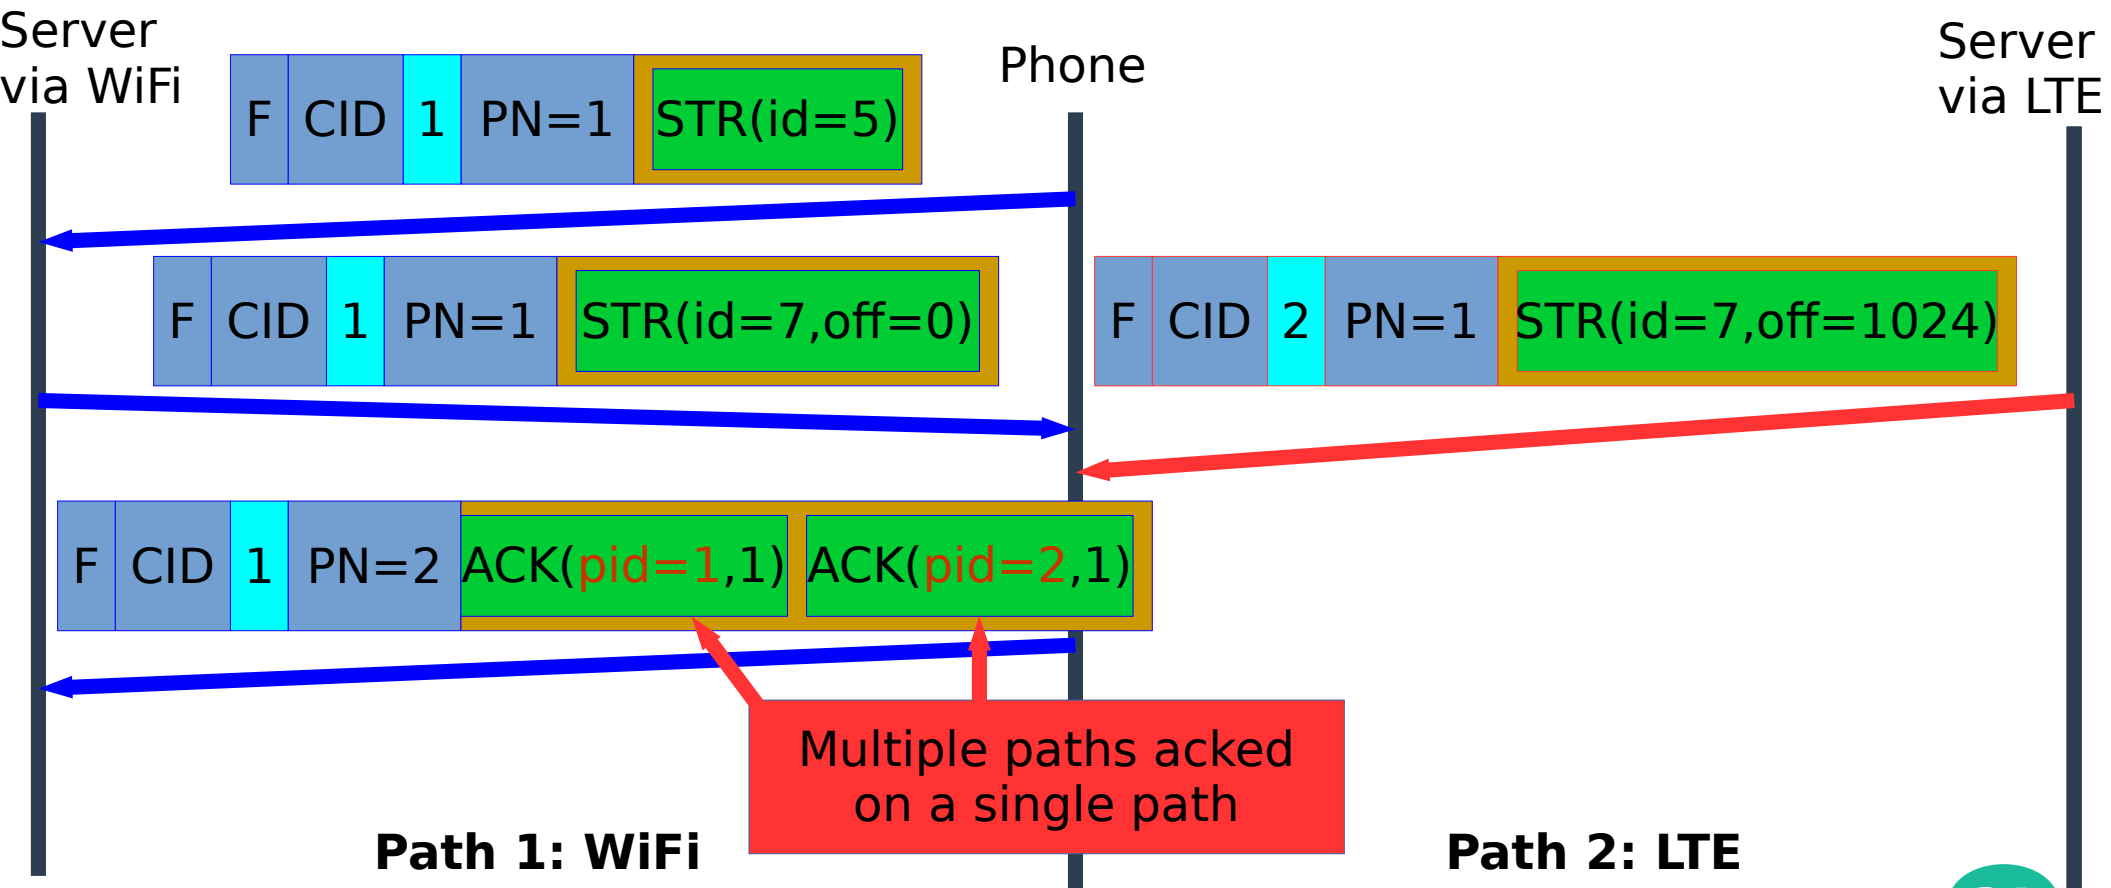 Server
via WiFi
Phone
Server
via LTE
F CID 1 PN=1 STR(id=5)
F CID 1 PN=1 STR(id=7,off=0)
F CID 2 PN=1 STR(id=7,off=1024)
F CID 1 PN=2 ACK(pid=1,1) ACK(pid=2,1)
Multiple paths acked
on a single path
Path 1: WiFi
Path 2: LTE